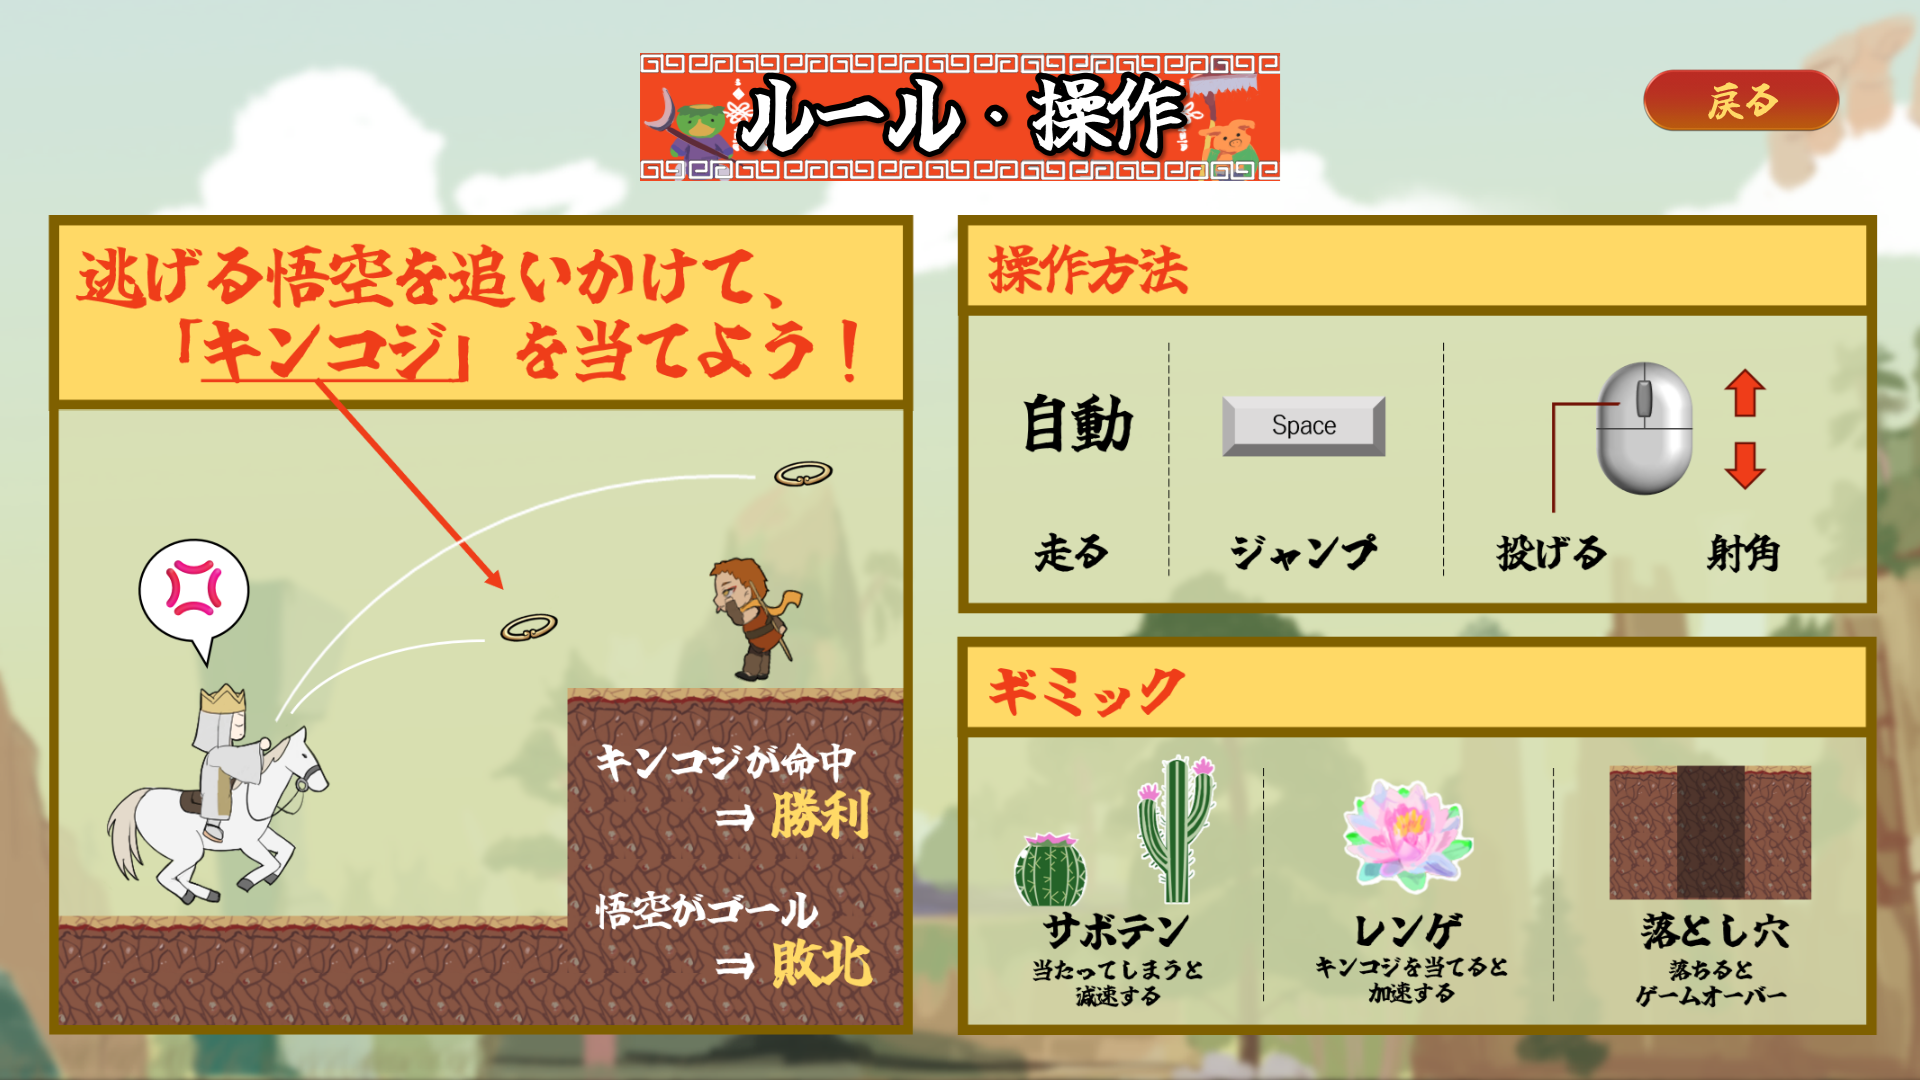 ルール・操作
戻る
逃げる悟空を追いかけて、
「キンコジ」を当てよう！
キンコジが命中
⇒ 勝利
悟空がゴール
⇒ 敗北
操作方法
自動
走る
Space
ジャンプ
投げる
射角
ギミック
サボテン
当たってしまうと
減速する
レンゲ
キンコジを当てると
加速する
落とし穴
落ちると
ゲームオーバー